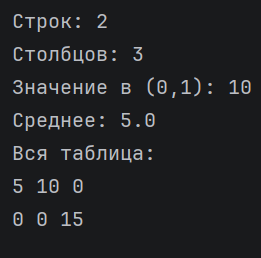 Строк: 2
Столбцов: 3
Значение в (0,1): 10
Среднее: 5.0
Вся таблица:
5 10 0
0 0 15